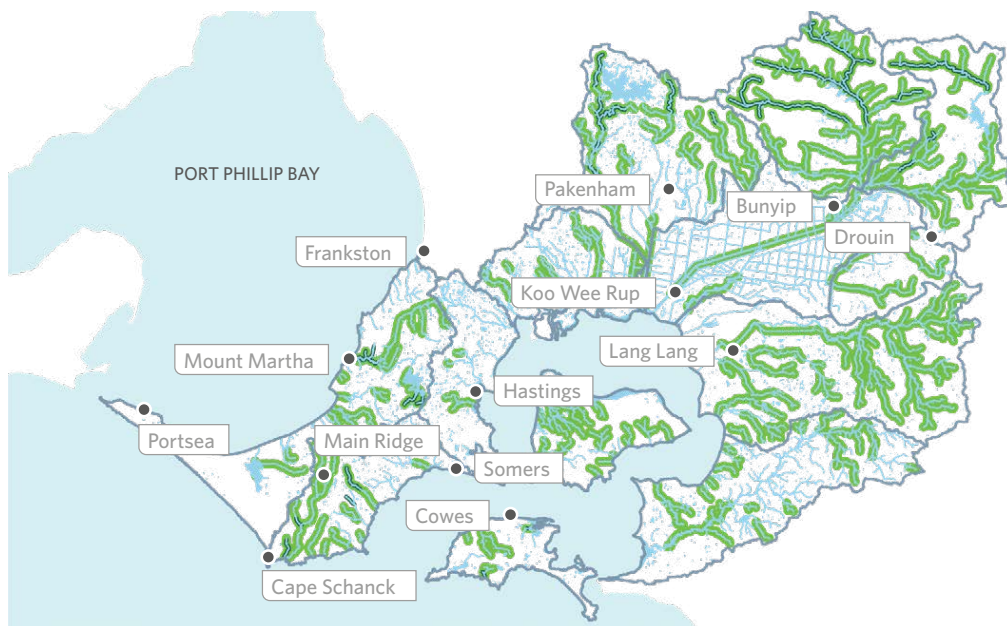 PORT PHILLIP BAY
Pakenham
Bunyip
Drouin
Frankston
Koo Wee Rup
Mount Martha
Lang Lang
Hastings
Portsea
Main Ridge
Somers
Cowes
Cape Schanck